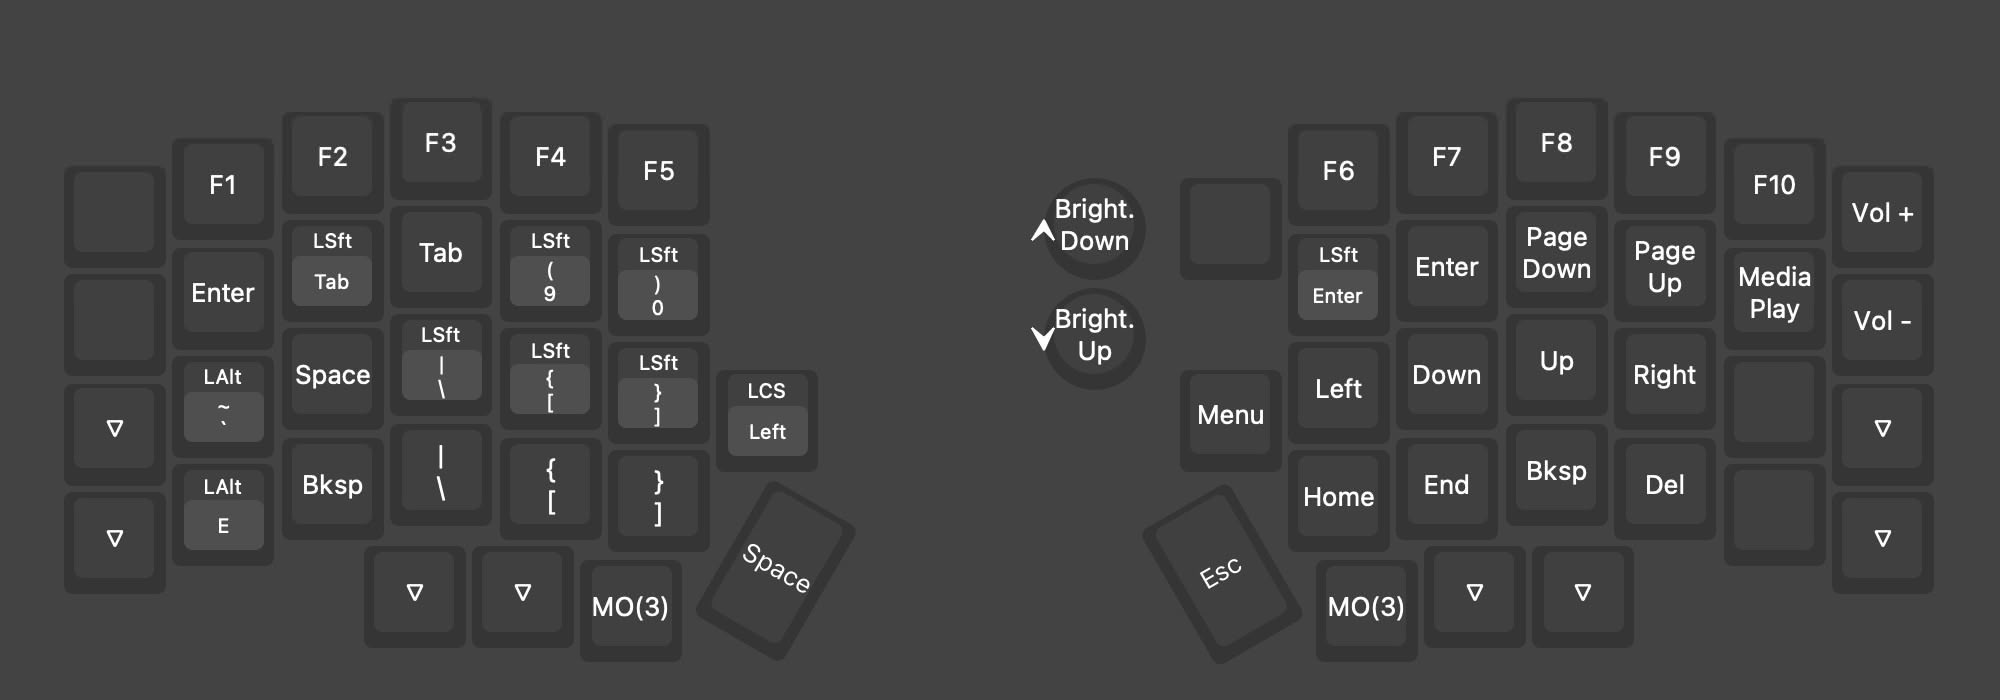 F1
F2
F3
F4
F5
Enter
LSft
Tab
Tab
LSft
(
9
LSft
)
0
▽
LAlt
~
`
Space
LSft
|
\
LSft
{
[
LSft
}
]
LCS
Left
▽
LAlt
E
Bksp
|
\
{
[
}
]
▽
▽
MO(3)
Space
Bright.
Down
Bright.
Up
F6
F7
F8
F9
F10
Vol +
LSft
Enter
Enter
Page
Down
Page
Up
Media
Play
Vol -
Menu
Left
Down
Up
Right
▽
Home
End
Bksp
Del
▽
Esc
MO(3)
▽
▽